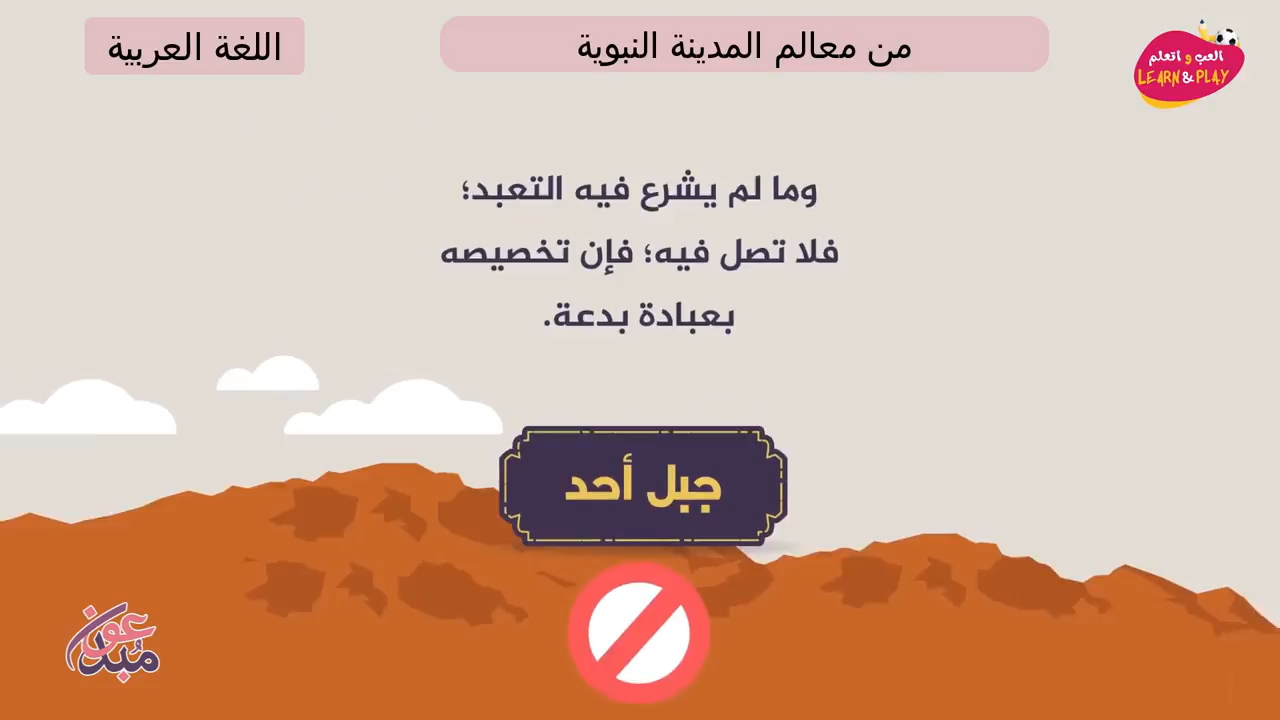 من معالم المدينة النبوية
اللغة العربية
العب و اتعلم
LEARN & PLAY
وما لم يشرع فيه التعبد؛
فلا تصل فيه؛ فإن تخصيصه
بعبادة بدعة.
جبل أحد
مبدعون